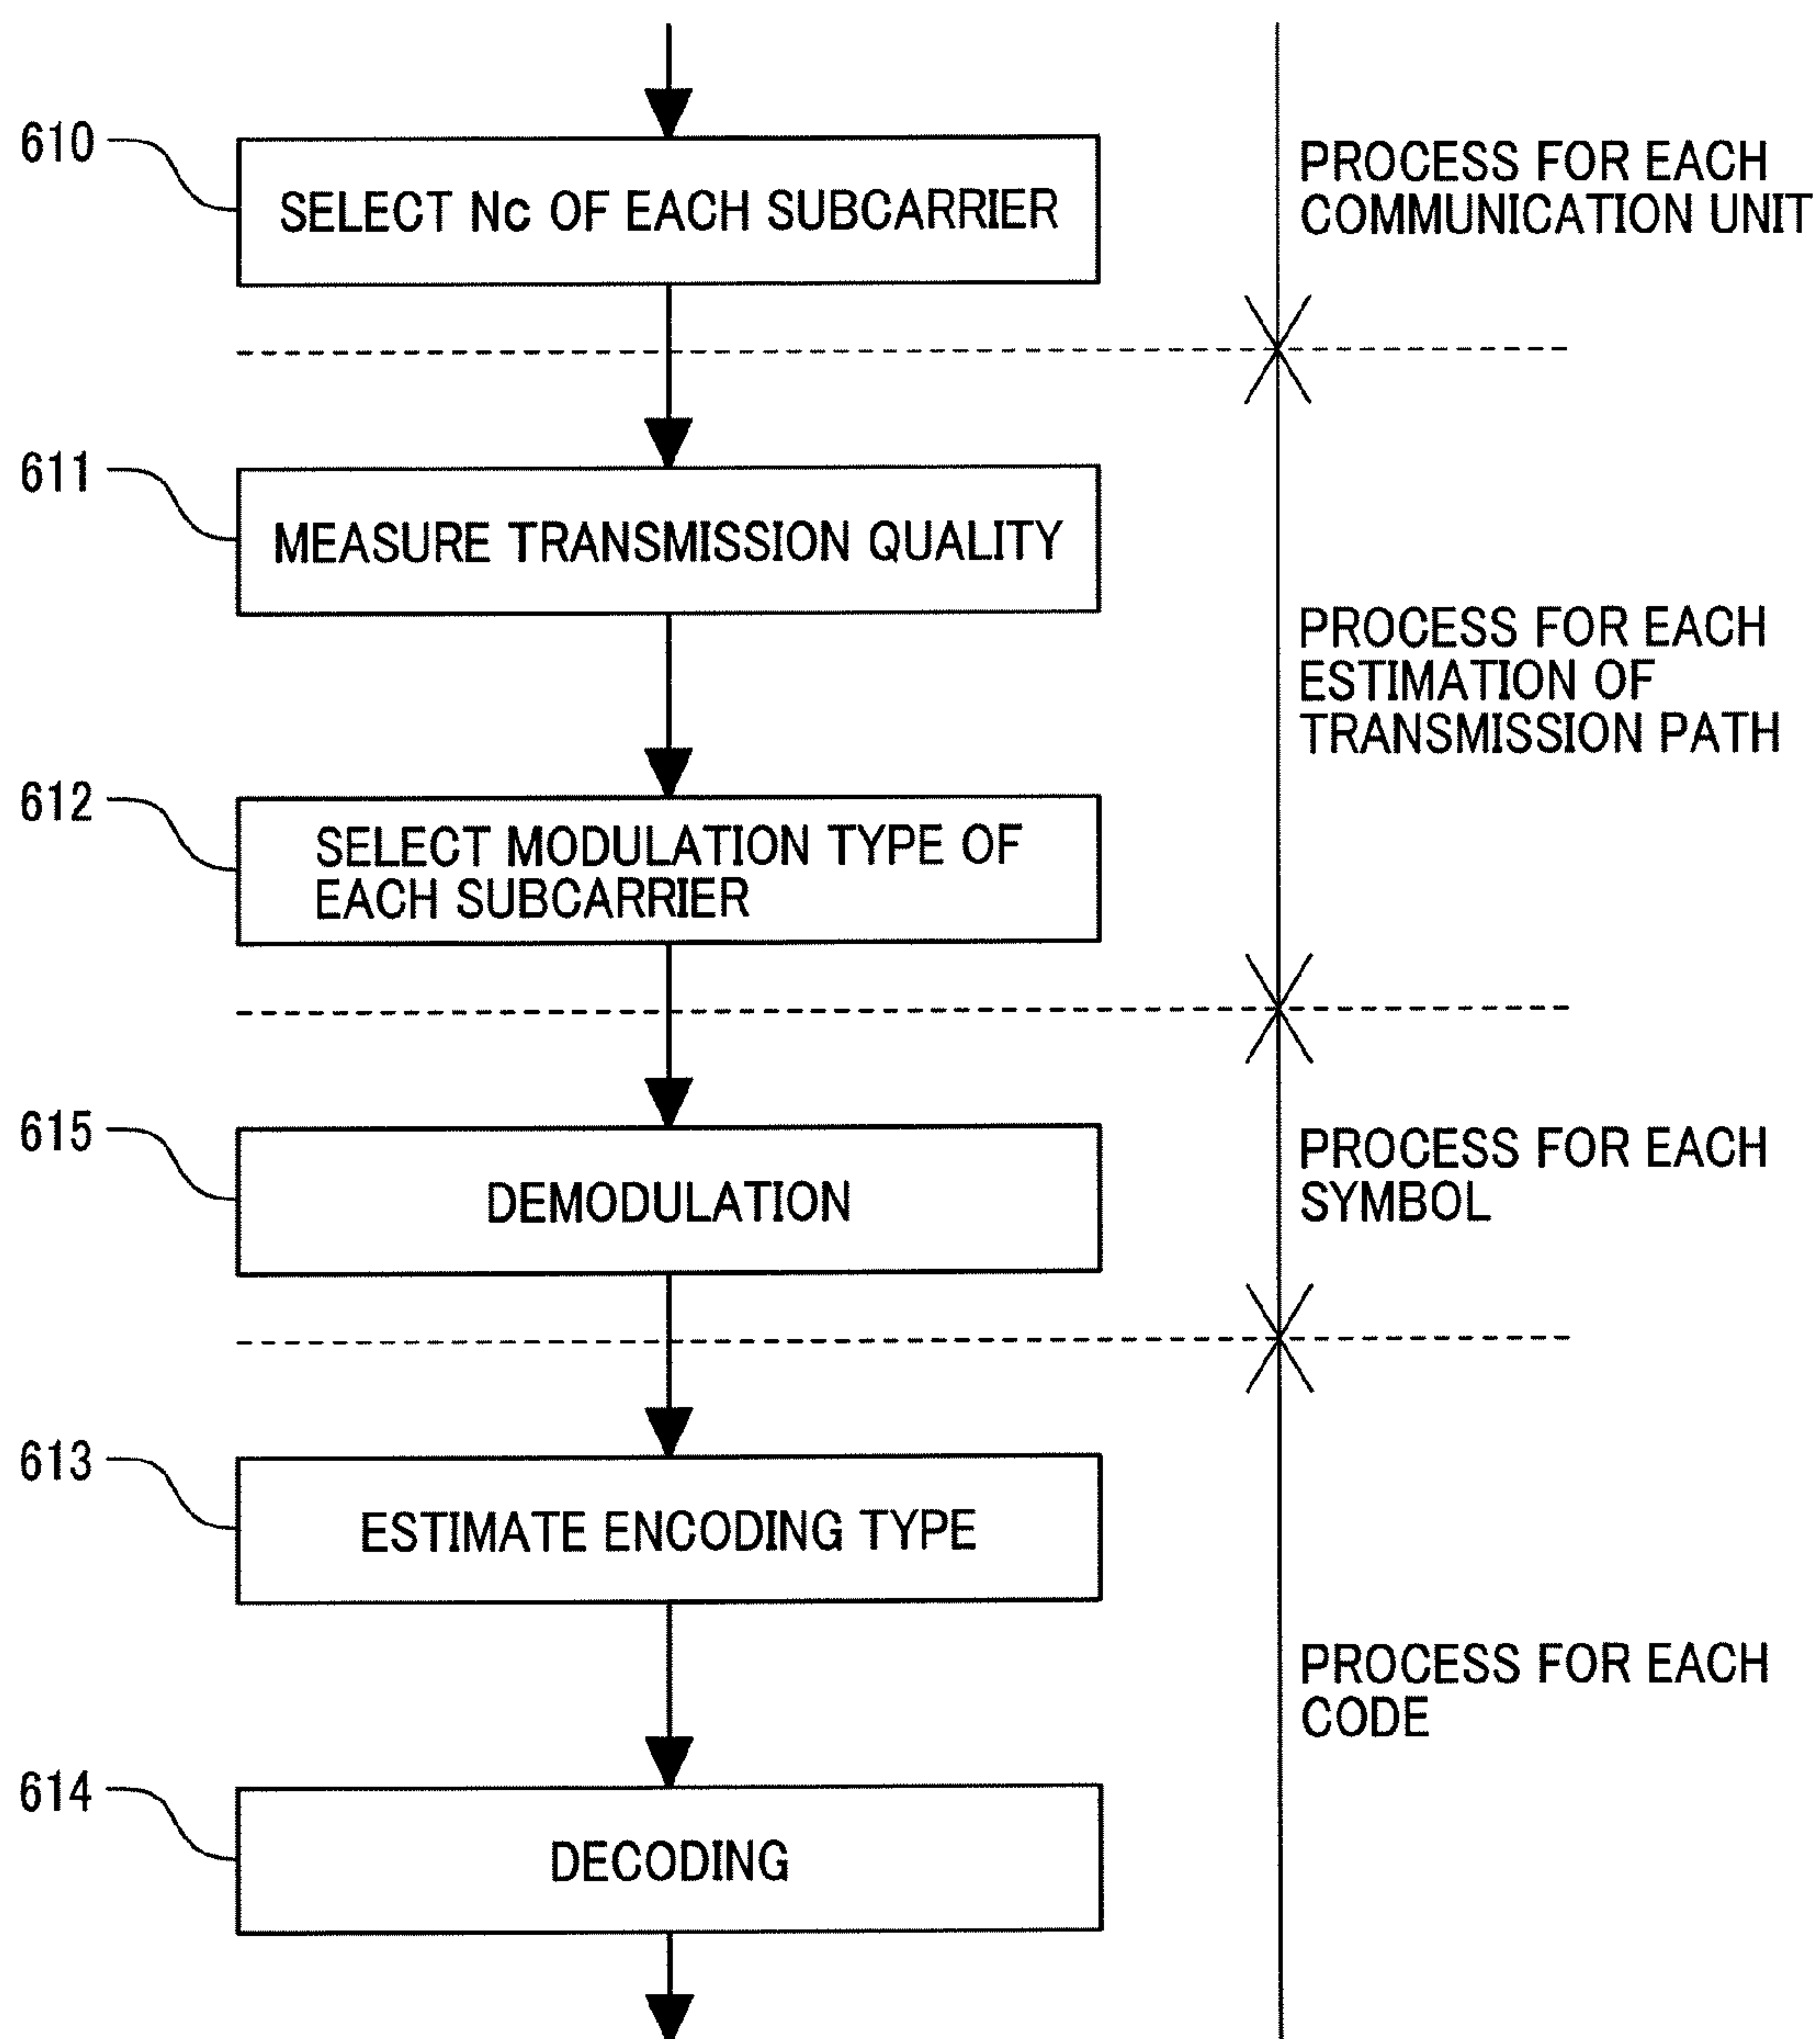 610
SELECT Nc OF EACH SUBCARRIER
PROCESS FOR EACH
COMMUNICATION UNIT
611
MEASURE TRANSMISSION QUALITY
PROCESS FOR EACH
ESTIMATION OF
TRANSMISSION PATH
612
SELECT MODULATION TYPE OF
EACH SUBCARRIER
615
DEMODULATION
PROCESS FOR EACH
SYMBOL
613
ESTIMATE ENCODING TYPE
PROCESS FOR EACH
CODE
614
DECODING